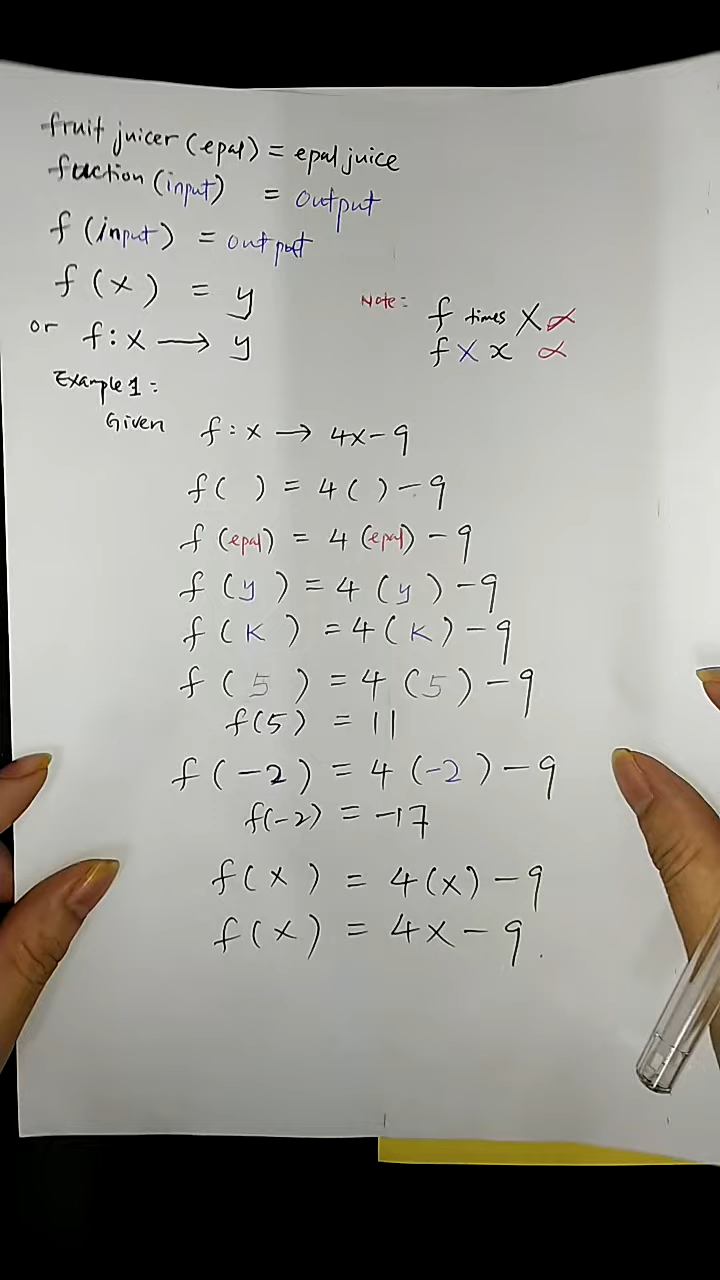 fruit juicer (epal) = epal juice
fuction (input) = output
f (input) = output
f (x) = y
or f : x → y
Note: f times X ✗
f X x ✗
Example 1:
Given f : x → 4x - 9
f( ) = 4( ) - 9
f (epal) = 4 (epal) - 9
f (y) = 4 (y) - 9
f (K) = 4 (K) - 9
f (5) = 4 (5) - 9
f(5) = 11
f (-2) = 4 (-2) - 9
f(-2) = -17
f(x) = 4(x) - 9
f(x) = 4x - 9.